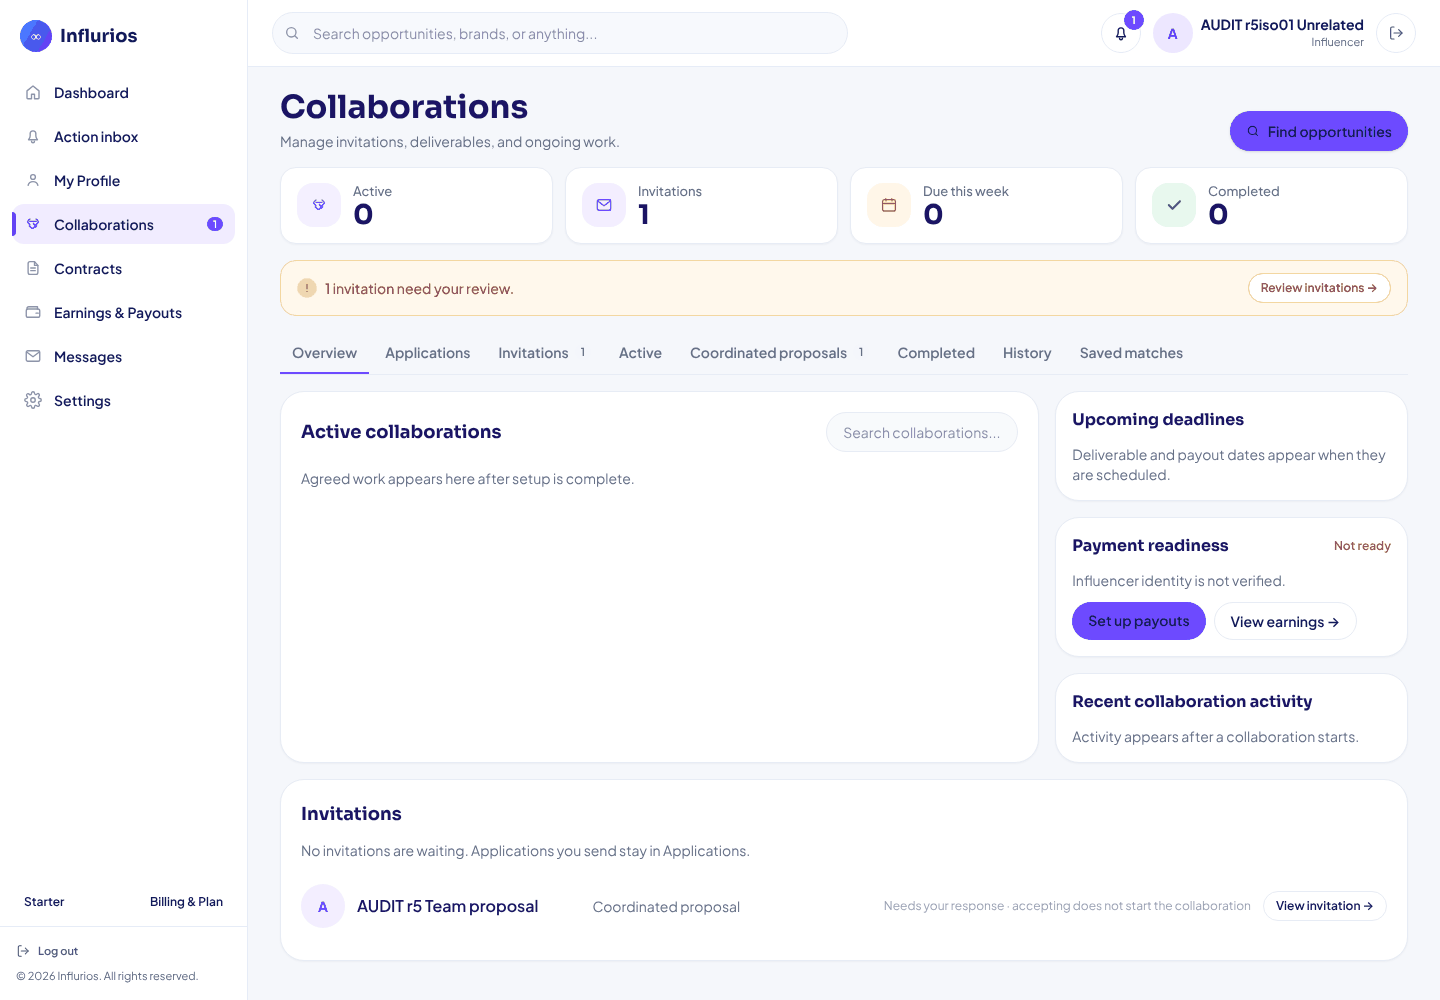 Influrios
Dashboard
Action inbox
My Profile
Collaborations 1
Contracts
Earnings & Payouts
Messages
Settings
Starter
Billing & Plan
Log out
© 2026 Influrios. All rights reserved.
Search opportunities, brands, or anything...
1
A
AUDIT r5iso01 Unrelated
Influencer
Collaborations
Manage invitations, deliverables, and ongoing work.
Find opportunities
Active
0
Invitations
1
Due this week
0
Completed
0
! 1 invitation need your review.
Review invitations →
Overview Applications Invitations 1 Active Coordinated proposals 1 Completed History Saved matches
Active collaborations
Search collaborations...
Agreed work appears here after setup is complete.
Upcoming deadlines
Deliverable and payout dates appear when they
are scheduled.
Payment readiness
Not ready
Influencer identity is not verified.
Set up payouts
View earnings →
Recent collaboration activity
Activity appears after a collaboration starts.
Invitations
No invitations are waiting. Applications you send stay in Applications.
A
AUDIT r5 Team proposal
Coordinated proposal
Needs your response · accepting does not start the collaboration
View invitation →